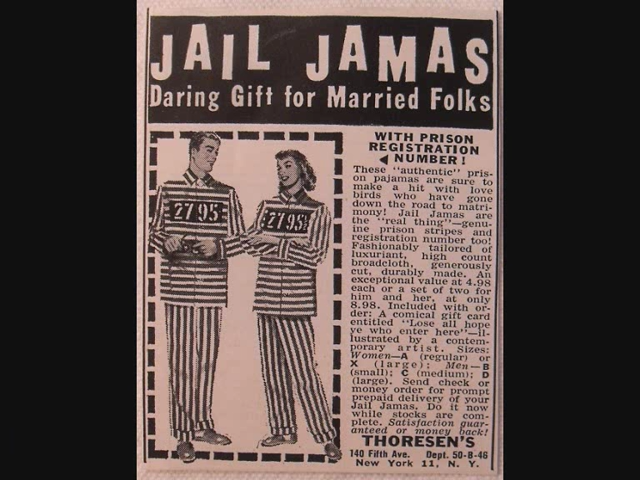 JAIL JAMAS
Daring Gift for Married Folks
2795
2795½
WITH PRISON
REGISTRATION
◄ NUMBER!
These "authentic" pris-
on pajamas are sure to
make a hit with love
birds who have gone
down the road to matri-
mony! Jail Jamas are
the "real thing"—genu-
ine prison stripes and
registration number too!
Fashionably tailored of
luxuriant, high count
broadcloth, generously
cut, durably made. An
exceptional value at 4.98
each or a set of two for
him and her, at only
8.98. Included with or-
der: A comical gift card
entitled "Lose all hope
ye who enter here"—il-
lustrated by a contem-
porary artist. Sizes:
Women—A (regular) or
X (large); Men—B
(small); C (medium); D
(large). Send check or
money order for prompt
prepaid delivery of your
Jail Jamas. Do it now
while stocks are com-
plete. Satisfaction guar-
anteed or money back!
THORESEN'S
140 Fifth Ave. Dept. 50-8-46
New York 11, N. Y.